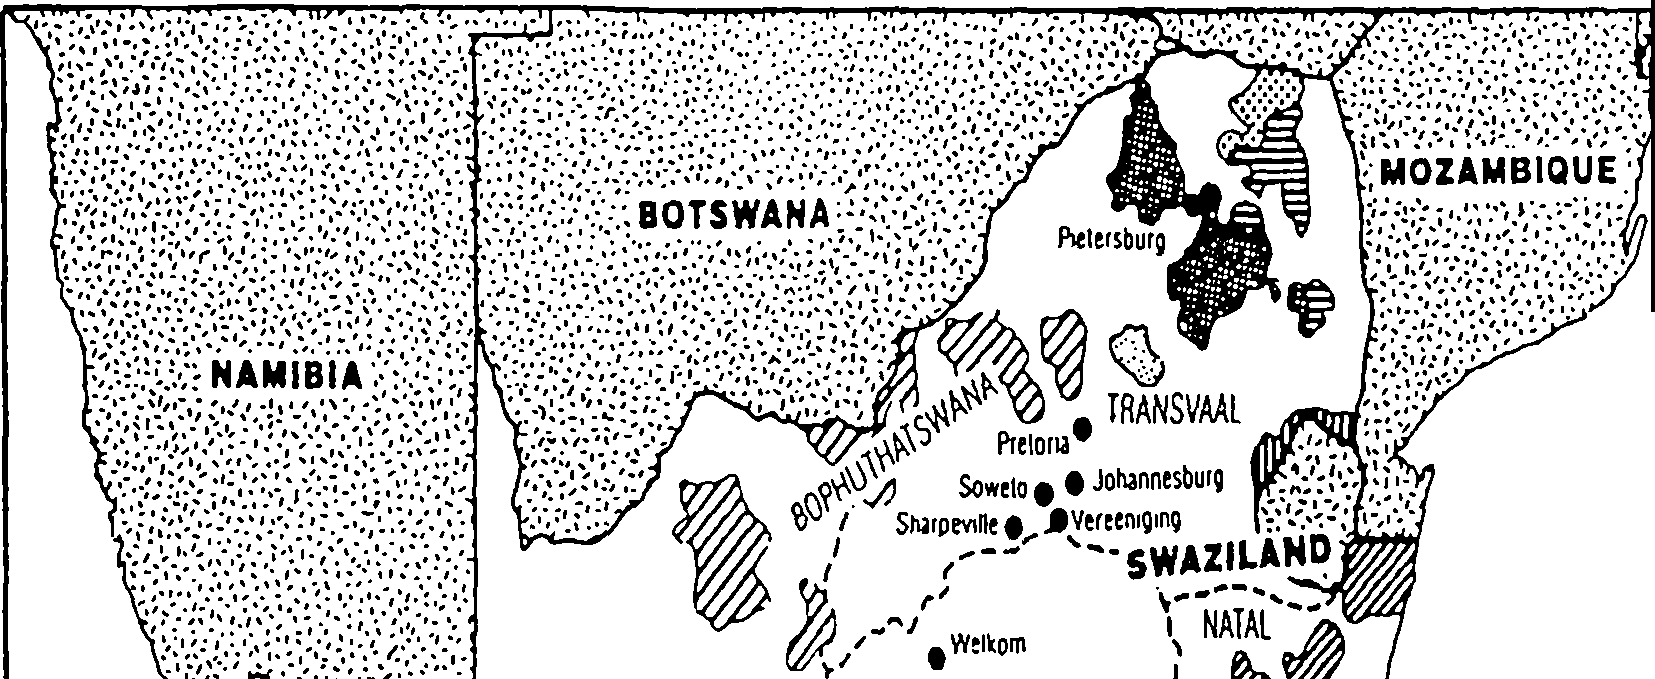 MOZAMBIQUE
BOTSWANA
Pietersburg
NAMIBIA
BOPHUTHATSWANA
TRANSVAAL
Pretoria
Soweto
Johannesburg
Sharpeville
Vereeniging
SWAZILAND
NATAL
Welkom